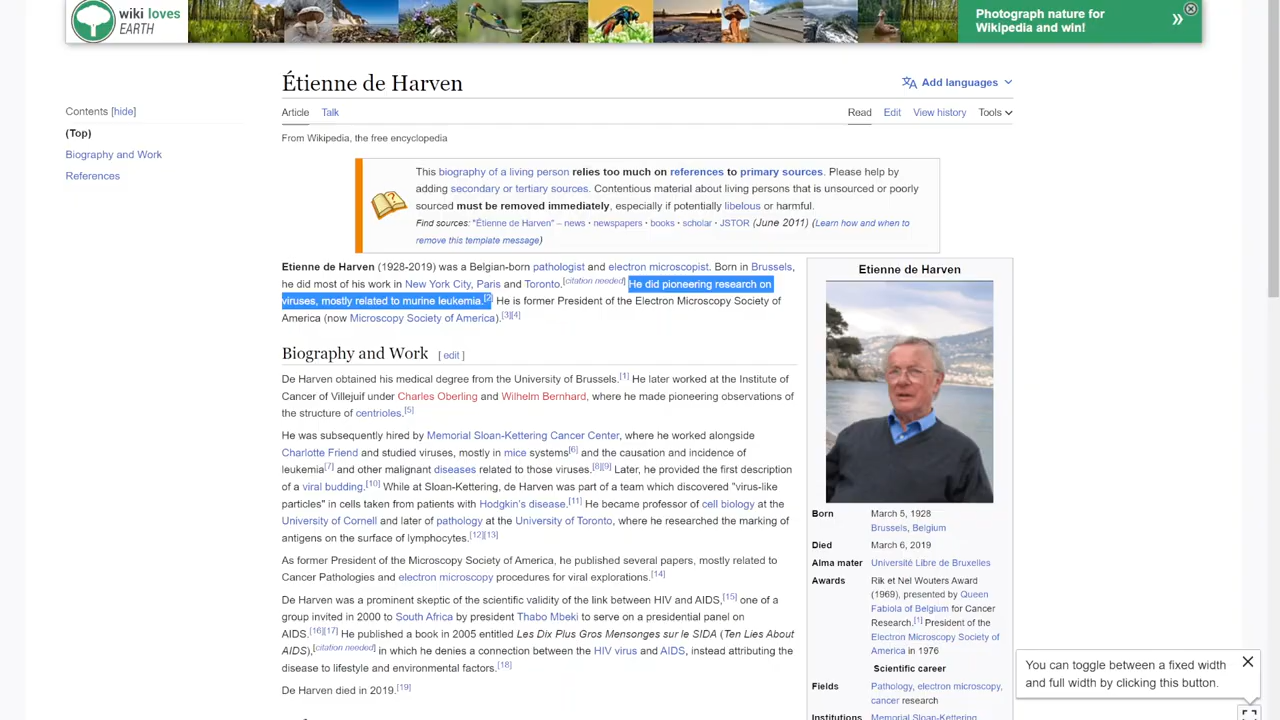 wiki loves
EARTH
Photograph nature for
Wikipedia and win!
»
Étienne de Harven
Add languages
Contents [hide]
(Top)
Biography and Work
References
Article Talk
Read Edit View history Tools
From Wikipedia, the free encyclopedia
This biography of a living person relies too much on references to primary sources. Please help by
adding secondary or tertiary sources. Contentious material about living persons that is unsourced or poorly
sourced must be removed immediately, especially if potentially libelous or harmful.
Find sources: "Étienne de Harven" – news · newspapers · books · scholar · JSTOR (June 2011) (Learn how and when to
remove this template message)
Etienne de Harven (1928-2019) was a Belgian-born pathologist and electron microscopist. Born in Brussels,
he did most of his work in New York City, Paris and Toronto.[citation needed] He did pioneering research on
viruses, mostly related to murine leukemia.[2] He is former President of the Electron Microscopy Society of
America (now Microscopy Society of America).[3][4]
Biography and Work [ edit ]
De Harven obtained his medical degree from the University of Brussels.[1] He later worked at the Institute of
Cancer of Villejuif under Charles Oberling and Wilhelm Bernhard, where he made pioneering observations of
the structure of centrioles.[5]
He was subsequently hired by Memorial Sloan-Kettering Cancer Center, where he worked alongside
Charlotte Friend and studied viruses, mostly in mice systems[6] and the causation and incidence of
leukemia[7] and other malignant diseases related to those viruses.[8][9] Later, he provided the first description
of a viral budding.[10] While at Sloan-Kettering, de Harven was part of a team which discovered "virus-like
particles" in cells taken from patients with Hodgkin's disease.[11] He became professor of cell biology at the
University of Cornell and later of pathology at the University of Toronto, where he researched the marking of
antigens on the surface of lymphocytes.[12][13]
As former President of the Microscopy Society of America, he published several papers, mostly related to
Cancer Pathologies and electron microscopy procedures for viral explorations.[14]
De Harven was a prominent skeptic of the scientific validity of the link between HIV and AIDS,[15] one of a
group invited in 2000 to South Africa by president Thabo Mbeki to serve on a presidential panel on
AIDS.[16][17] He published a book in 2005 entitled Les Dix Plus Gros Mensonges sur le SIDA (Ten Lies About
AIDS),[citation needed] in which he denies a connection between the HIV virus and AIDS, instead attributing the
disease to lifestyle and environmental factors.[18]
De Harven died in 2019.[19]
Etienne de Harven
Born March 5, 1928
Brussels, Belgium
Died March 6, 2019
Alma mater Université Libre de Bruxelles
Awards Rik et Nel Wouters Award
(1969), presented by Queen
Fabiola of Belgium for Cancer
Research.[1] President of the
Electron Microscopy Society of
America in 1976
Scientific career
Fields Pathology, electron microscopy,
cancer research
Institutions Memorial Sloan-Kettering
You can toggle between a fixed width
and full width by clicking this button.